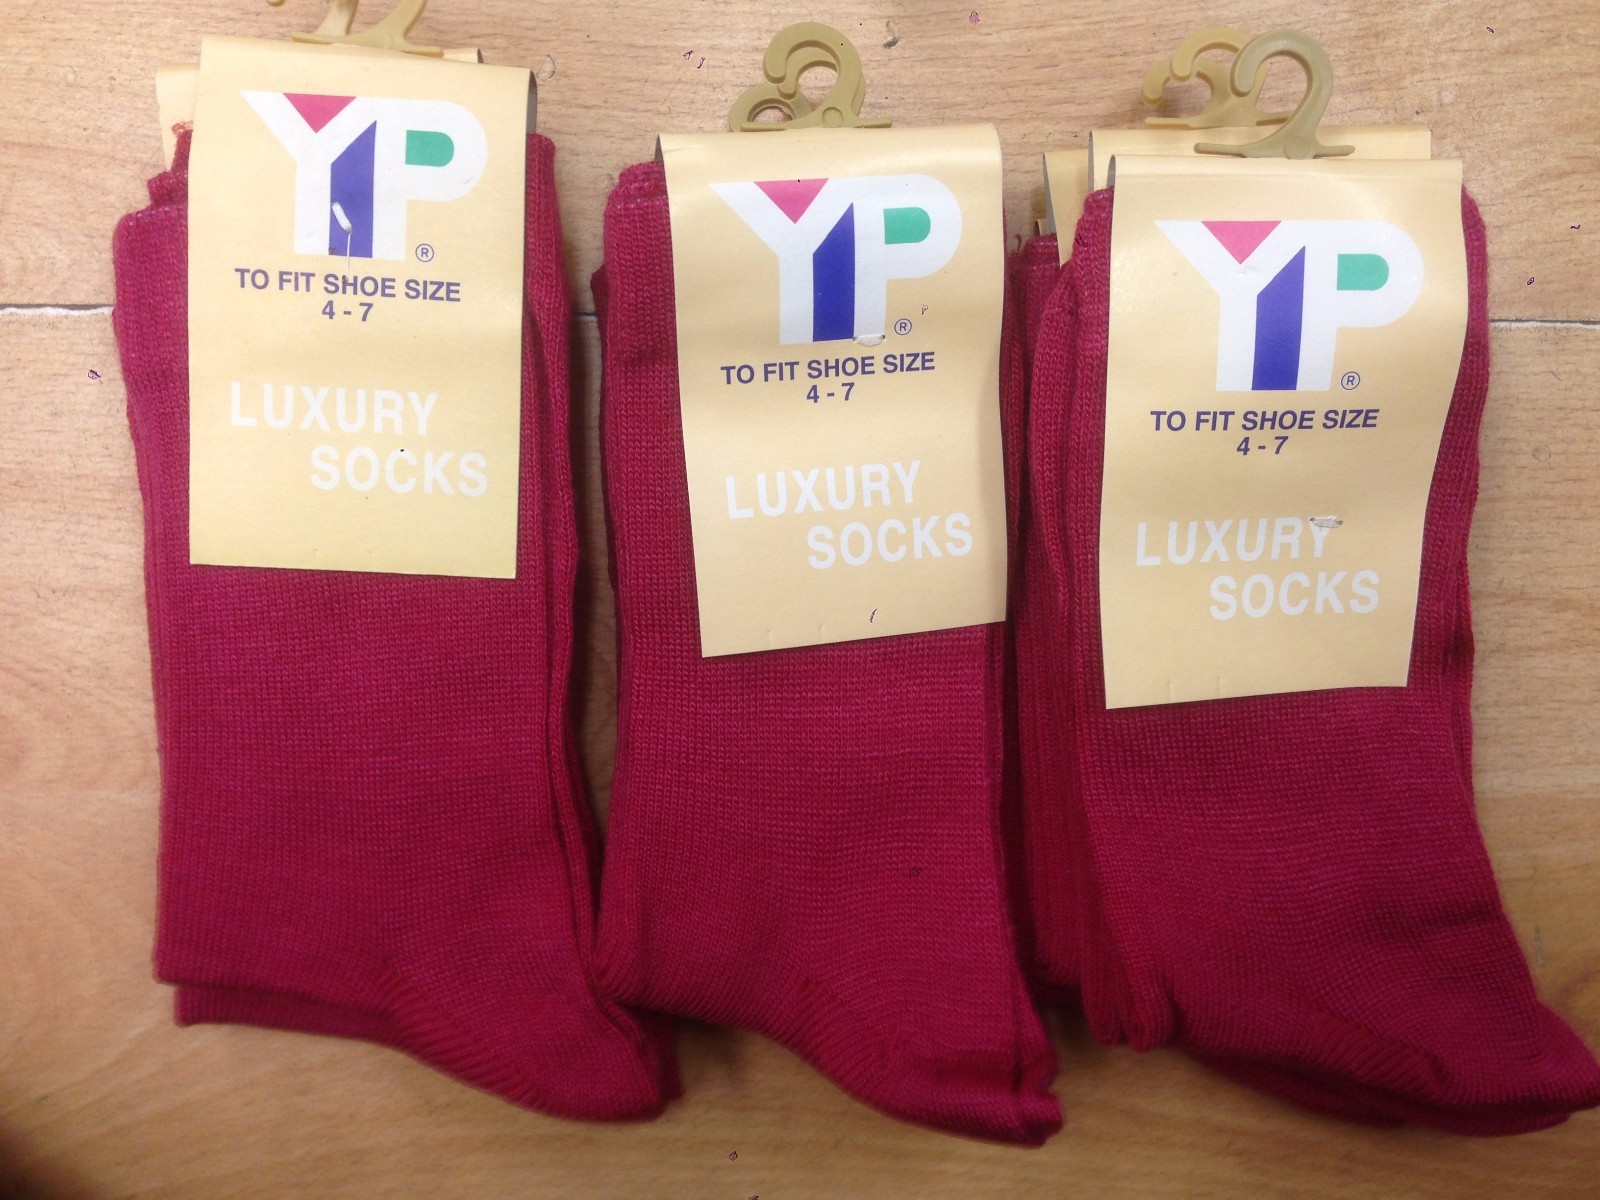 YP
®
TO FIT SHOE SIZE
4 - 7
LUXURY
SOCKS
YP
®
TO FIT SHOE SIZE
4 - 7
LUXURY
SOCKS
YP
®
TO FIT SHOE SIZE
4 - 7
LUXURY
SOCKS